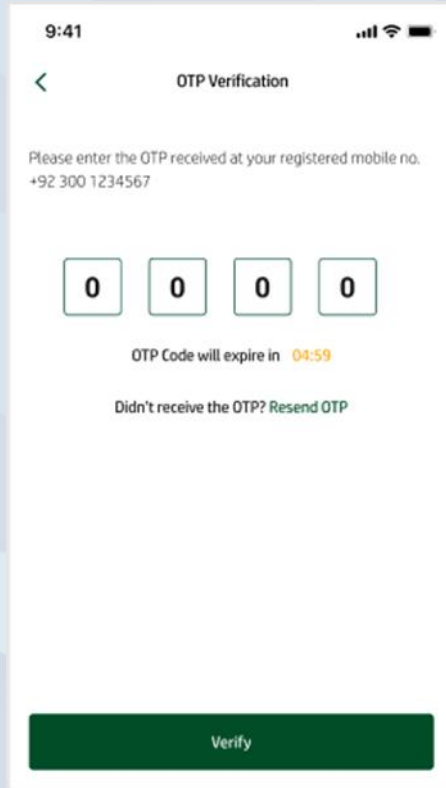 9:41
OTP Verification
Please enter the OTP received at your registered mobile no.
+92 300 1234567
0 0 0 0
OTP Code will expire in 04:59
Didn't receive the OTP? Resend OTP
Verify